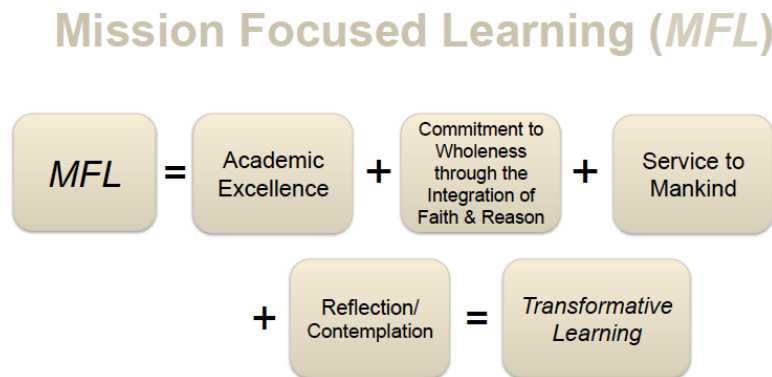 Mission Focused Learning (MFL)
MFL
=
Academic
Excellence
+
Commitment to
Wholeness
through the
Integration of
Faith & Reason
+
Service to
Mankind
+
Reflection/
Contemplation
=
Transformative
Learning